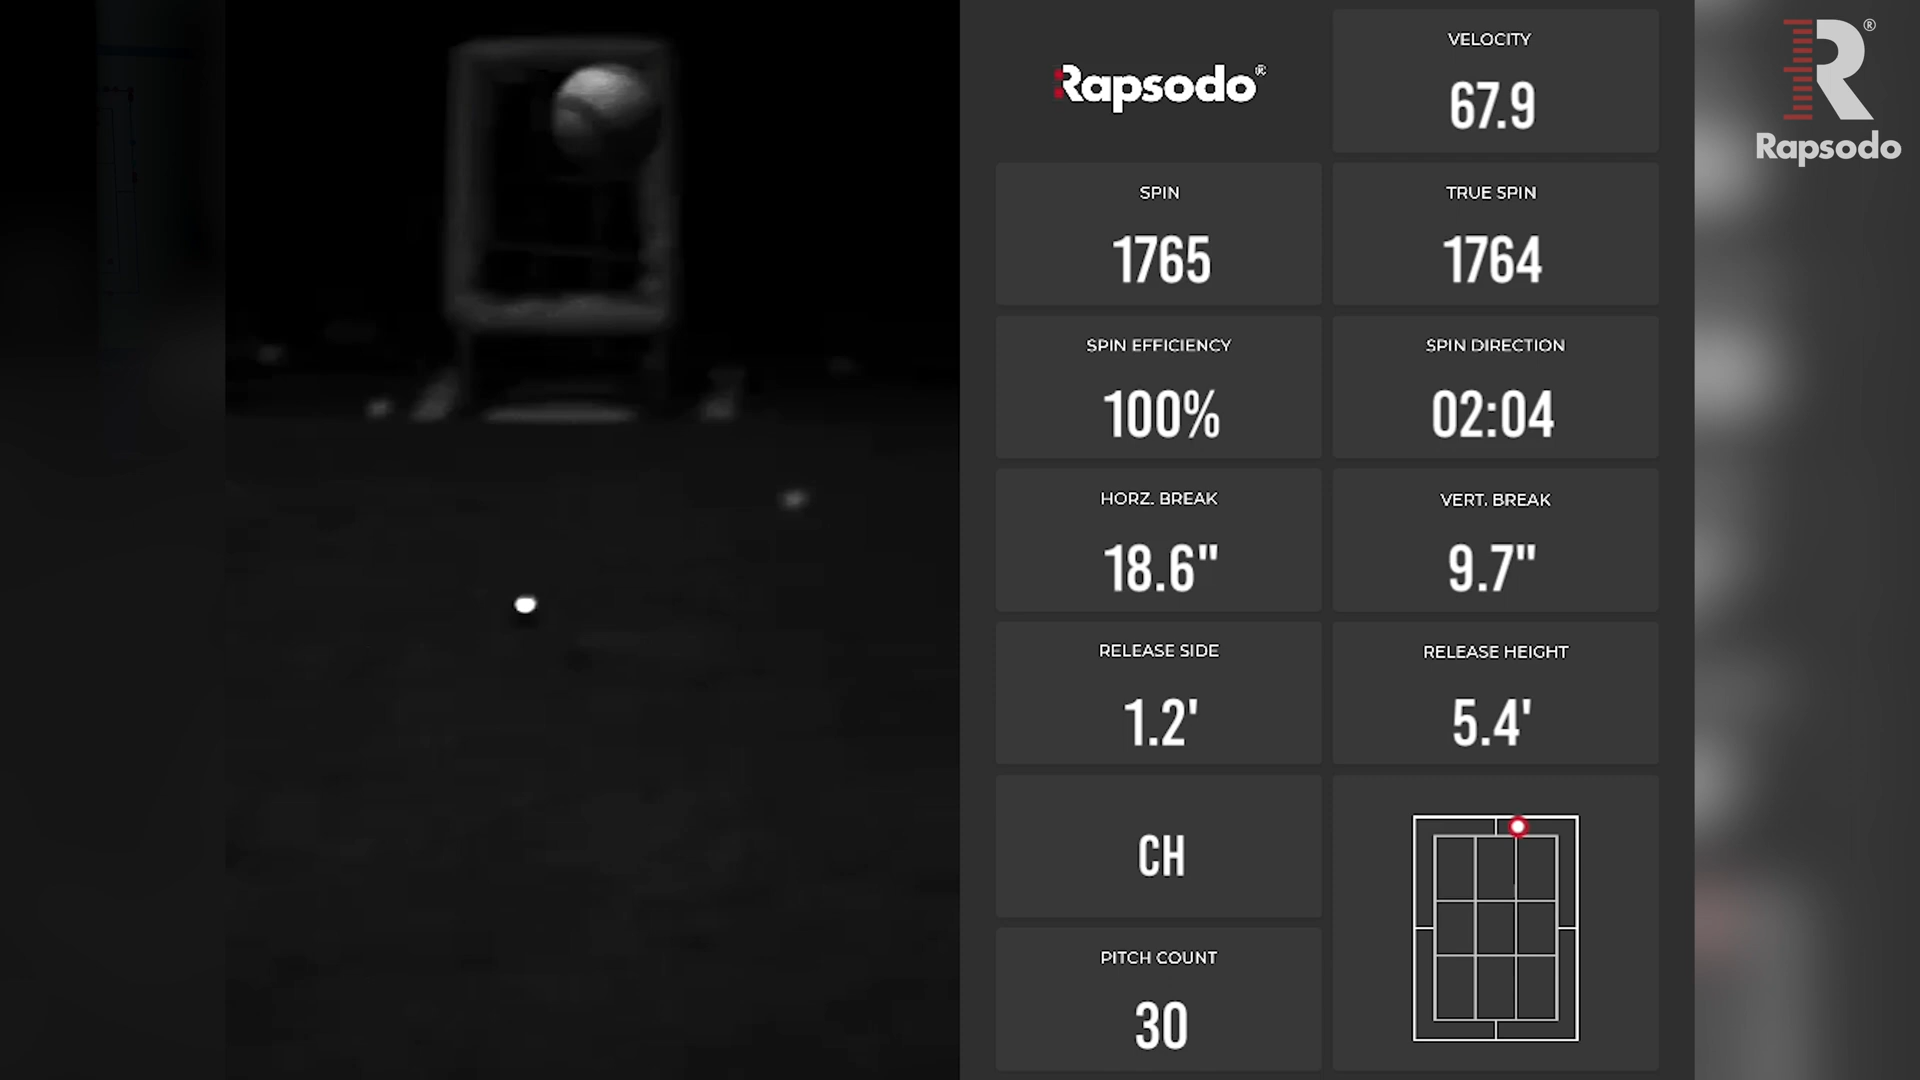 Rapsodo®
VELOCITY
67.9
SPIN
1765
TRUE SPIN
1764
SPIN EFFICIENCY
100%
SPIN DIRECTION
02:04
HORZ. BREAK
18.6"
VERT. BREAK
9.7"
RELEASE SIDE
1.2'
RELEASE HEIGHT
5.4'
CH
PITCH COUNT
30
R®
Rapsodo